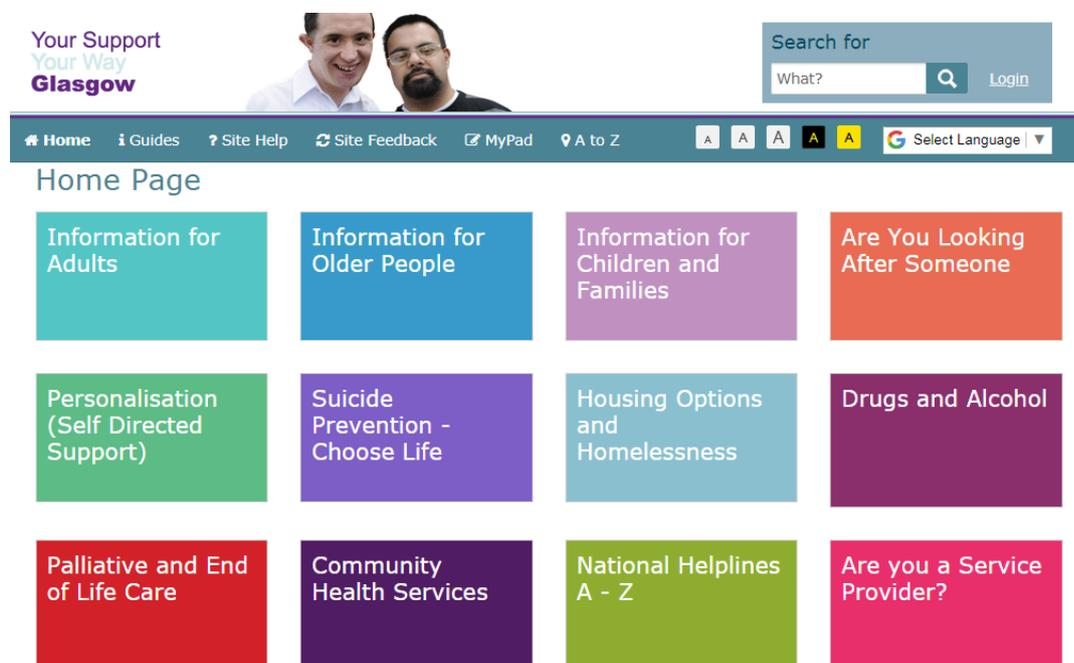 Your Support
Your Way
Glasgow
Search for
What?
Login
Home
Guides
? Site Help
Site Feedback
MyPad
A to Z
A A A A A
G Select Language ▼
Home Page
Information for
Adults
Information for
Older People
Information for
Children and
Families
Are You Looking
After Someone
Personalisation
(Self Directed
Support)
Suicide
Prevention -
Choose Life
Housing Options
and
Homelessness
Drugs and Alcohol
Palliative and End
of Life Care
Community
Health Services
National Helplines
A - Z
Are you a Service
Provider?